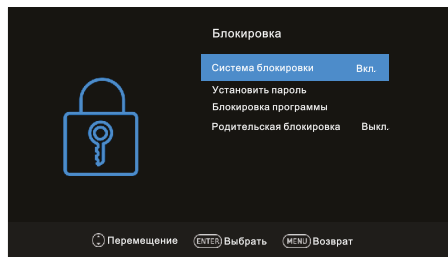 Блокировка
Система блокировки Вкл.
Установить пароль
Блокировка программы
Родительская блокировка Выкл.
Перемещение ENTER Выбрать MENU Возврат